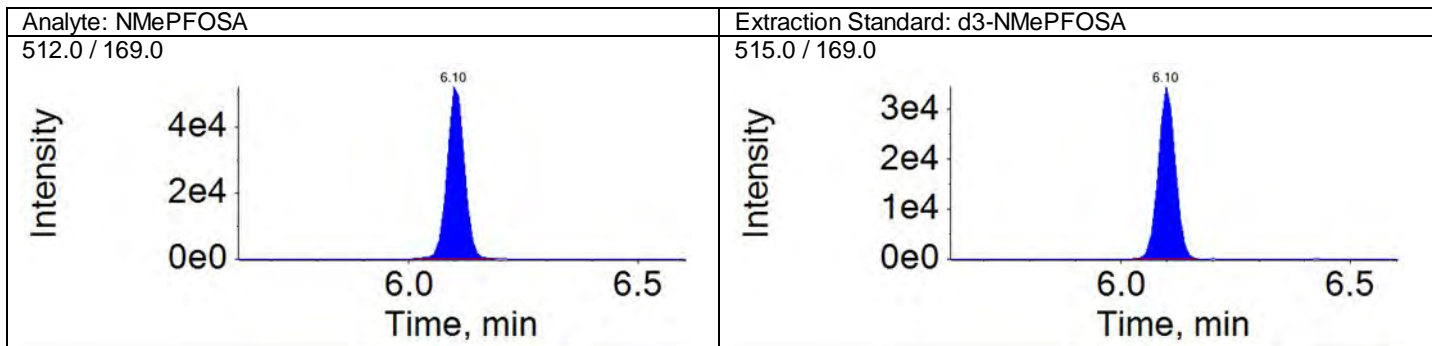 Analyte: NMePFOSA
512.0 / 169.0
6.10
Intensity
4e4
2e4
0e0
6.0
6.5
Time, min
Extraction Standard: d3-NMePFOSA
515.0 / 169.0
6.10
Intensity
3e4
2e4
1e4
0e0
6.0
6.5
Time, min